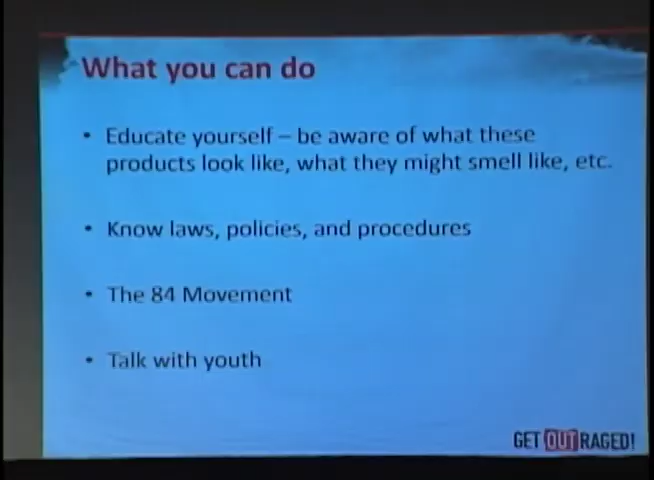 What you can do
• Educate yourself – be aware of what these
products look like, what they might smell like, etc.
• Know laws, policies, and procedures
• The 84 Movement
• Talk with youth
GET OUTRAGED!